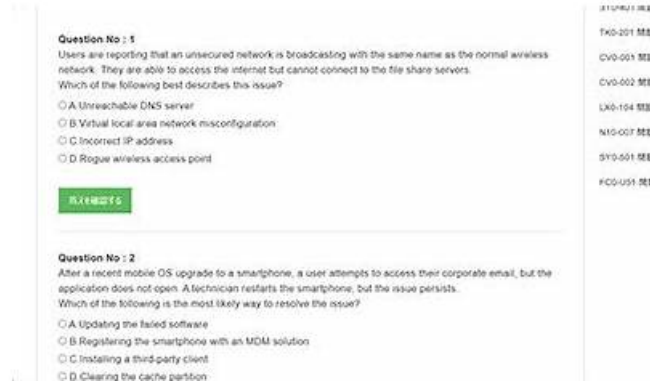 Question No : 1
Users are reporting that an unsecured network is broadcasting with the same name as the normal wireless
network. They are able to access the internet but cannot connect to the file share servers.
Which of the following best describes this issue?
A.Unreachable DNS server
B.Virtual local area network misconfiguration
C.Incorrect IP address
D.Rogue wireless access point
答えを確認する
Question No : 2
After a recent mobile OS upgrade to a smartphone, a user attempts to access their corporate email, but the
application does not open. A technician restarts the smartphone, but the issue persists.
Which of the following is the most likely way to resolve the issue?
A.Updating the failed software
B.Registering the smartphone with an MDM solution
C.Installing a third-party client
D.Clearing the cache partition
TK0-201
CV0-001
CV0-002
LX0-104
N10-007
SY0-501
FC0-U51